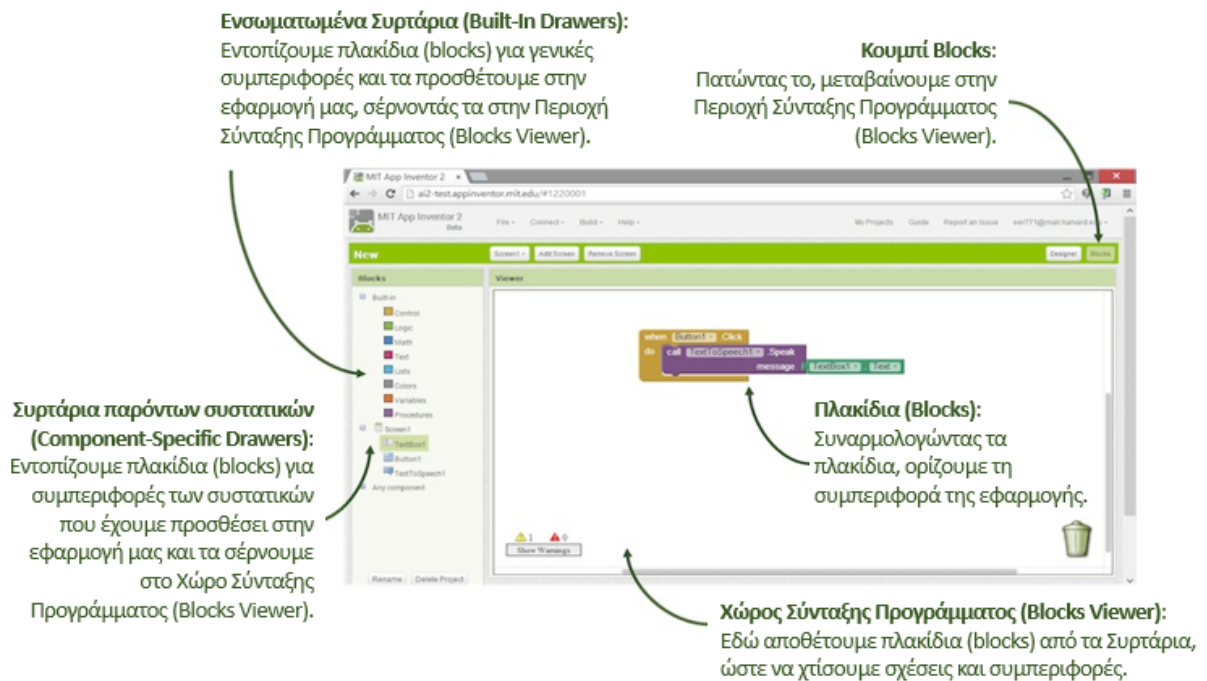 Ενσωματωμένα Συρτάρια (Built-In Drawers):
Εντοπίζουμε πλακίδια (blocks) για γενικές
συμπεριφορές και τα προσθέτουμε στην
εφαρμογή μας, σέρνοντάς τα στην Περιοχή
Σύνταξης Προγράμματος (Blocks Viewer).
Κουμπί Blocks:
Πατώντας το, μεταβαίνουμε στην
Περιοχή Σύνταξης Προγράμματος
(Blocks Viewer).
MIT App Inventor 2
ai2-test.appinventor.mit.edu/#1220001
MIT App Inventor 2
Beta
File Connect Build Help
My Projects Guide Report an Issue
New
Screen1 Add Screen Remove Screen
Designer Blocks
Blocks
Viewer
Built-in
Control
Logic
Math
Text
Lists
Colors
Variables
Procedures
Screen1
TextBox1
Button1
TextToSpeech1
Any component
Rename Delete Project
when Button1 .Click
do call TextToSpeech1 .Speak
message TextBox1 . Text
1 0
Show Warnings
Συρτάρια παρόντων συστατικών
(Component-Specific Drawers):
Εντοπίζουμε πλακίδια (blocks) για
συμπεριφορές των συστατικών
που έχουμε προσθέσει στην
εφαρμογή μας και τα σέρνουμε
στο Χώρο Σύνταξης
Προγράμματος (Blocks Viewer).
Πλακίδια (Blocks):
Συναρμολογώντας τα
πλακίδια, ορίζουμε τη
συμπεριφορά της εφαρμογής.
Χώρος Σύνταξης Προγράμματος (Blocks Viewer):
Εδώ αποθέτουμε πλακίδια (blocks) από τα Συρτάρια,
ώστε να χτίσουμε σχέσεις και συμπεριφορές.